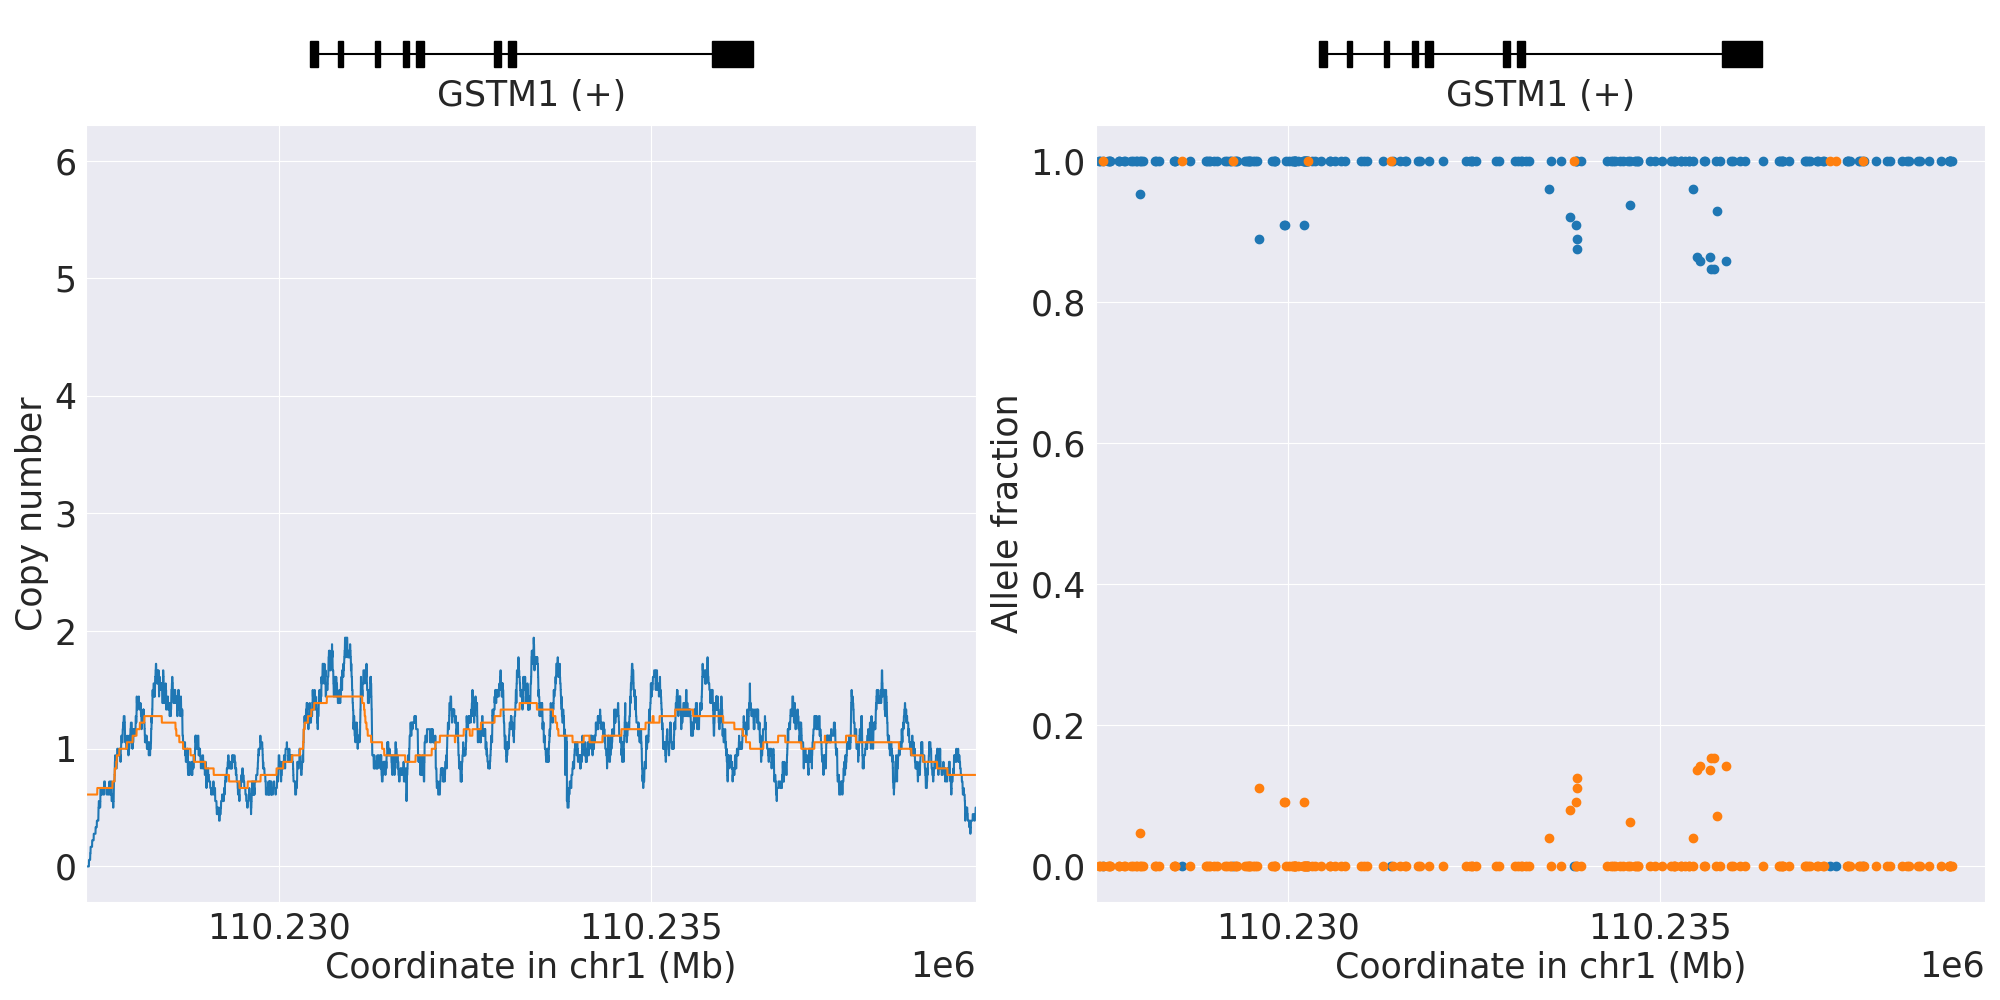 GSTM1 (+)
6
5
4
3
2
1
0
Copy number
110.230
110.235
Coordinate in chr1 (Mb)
1e6
GSTM1 (+)
1.0
0.8
0.6
0.4
0.2
0.0
Allele fraction
110.230
110.235
Coordinate in chr1 (Mb)
1e6